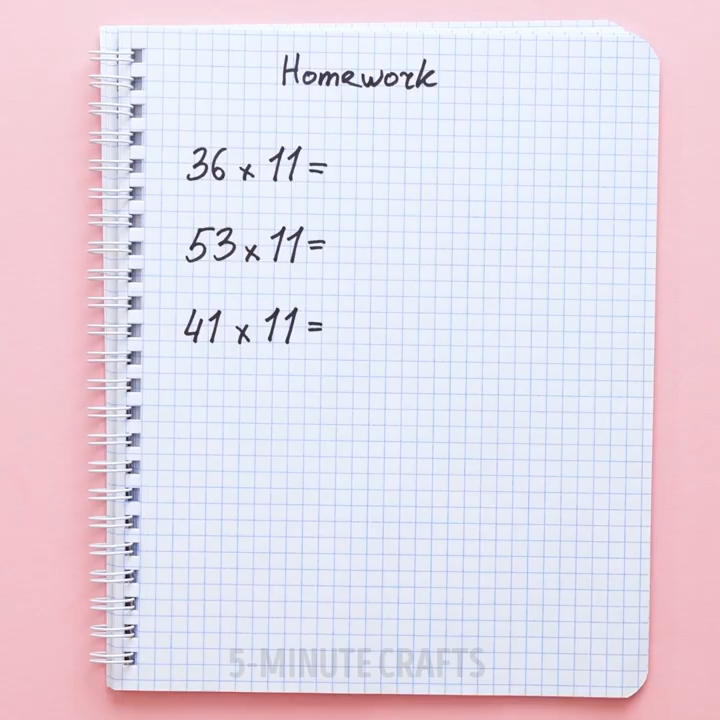 Homework
36 x 11 =
53 x 11 =
41 x 11 =
5-MINUTE CRAFTS